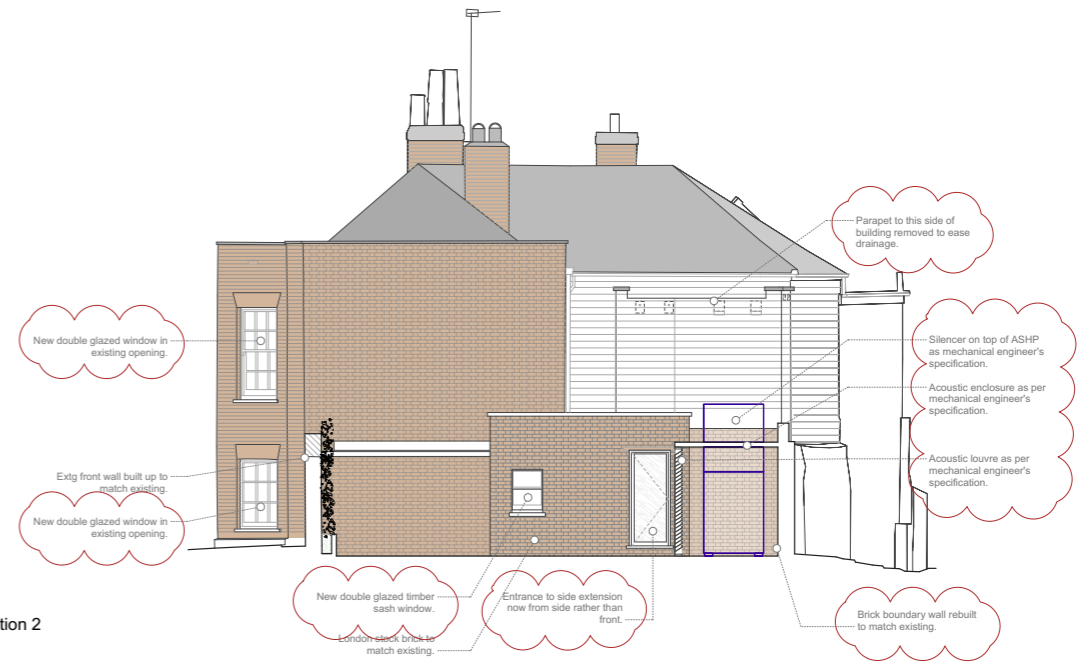 Parapet to this side of
building removed to ease
drainage.
New double glazed window in
existing opening.
Silencer on top of ASHP
as mechanical engineer's
specification.
Acoustic enclosure as per
mechanical engineer's
specification.
Acoustic louvre as per
mechanical engineer's
specification.
Extg front wall built up to
match existing.
New double glazed window in
existing opening.
New double glazed timber
sash window.
London stock brick to
match existing.
Entrance to side extension
now from side rather than
front.
Brick boundary wall rebuilt
to match existing.
tion 2